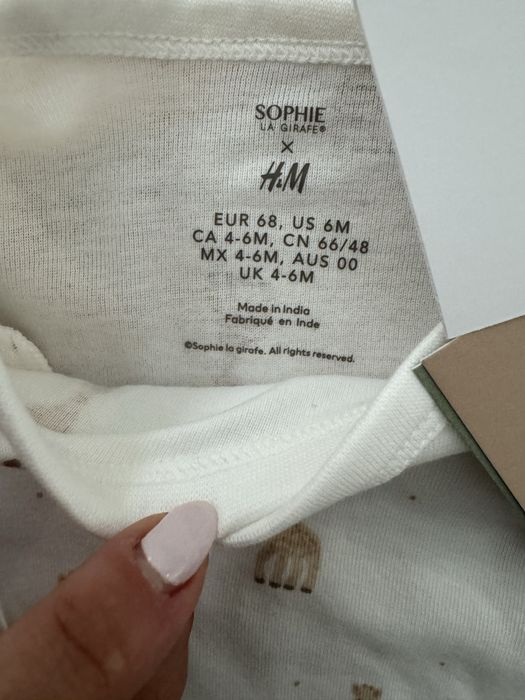 SOPHIE
LA GIRAFE®
×
H&M
EUR 68, US 6M
CA 4-6M, CN 66/48
MX 4-6M, AUS 00
UK 4-6M
Made in India
Fabriqué en Inde
©Sophie la girafe. All rights reserved.